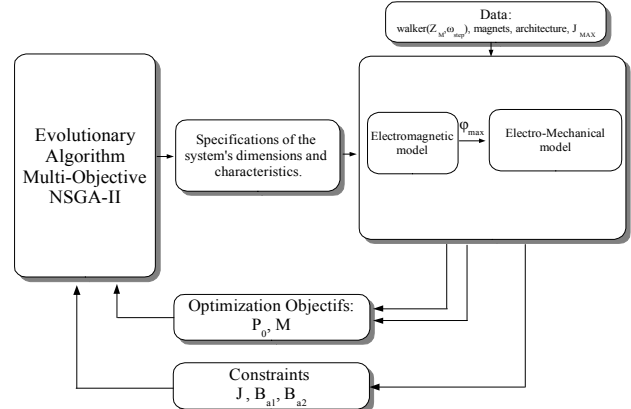 Data:
walker(Z_M, ω_step), magnets, architecture, J_MAX
Evolutionary
Algorithm
Multi-Objective
NSGA-II
Specifications of the
system's dimensions and
characteristics.
Electromagnetic
model
φ_max
Electro-Mechanical
model
Optimization Objectifs:
P_0, M
Constraints
J , B_a1, B_a2